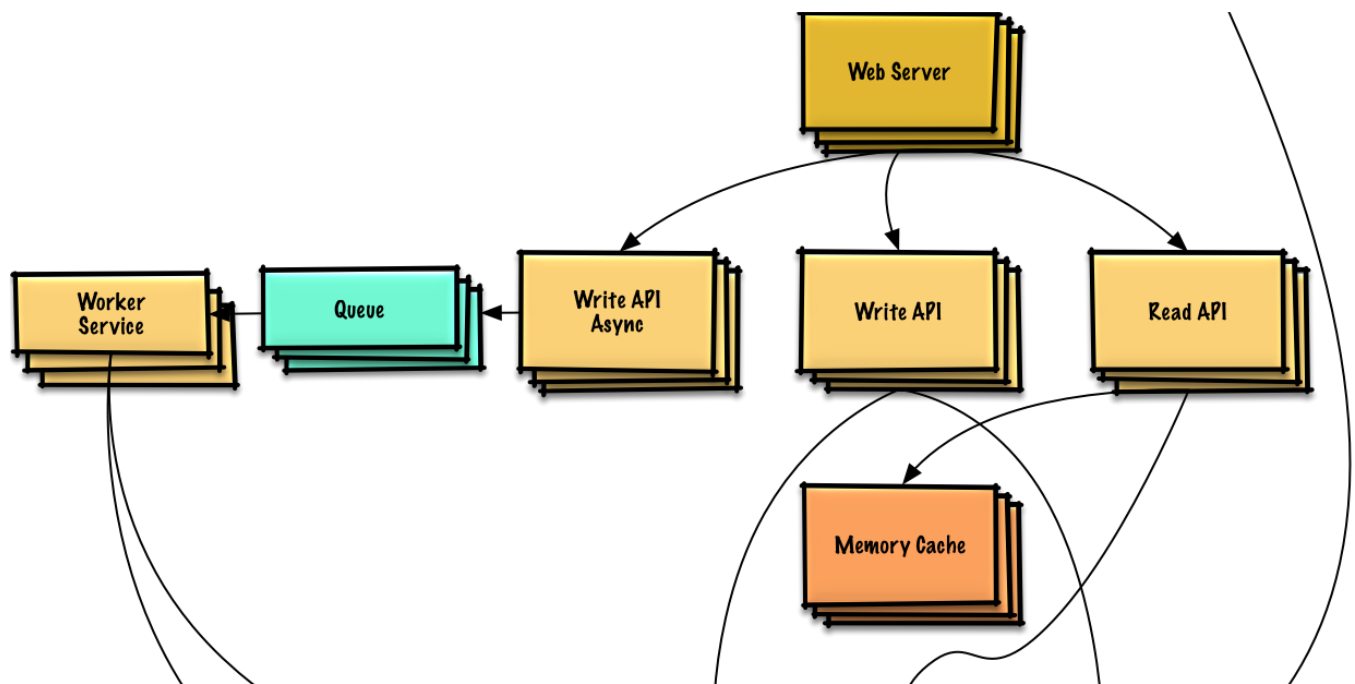 Web Server
Worker
Service
Queue
Write API
Async
Write API
Read API
Memory Cache